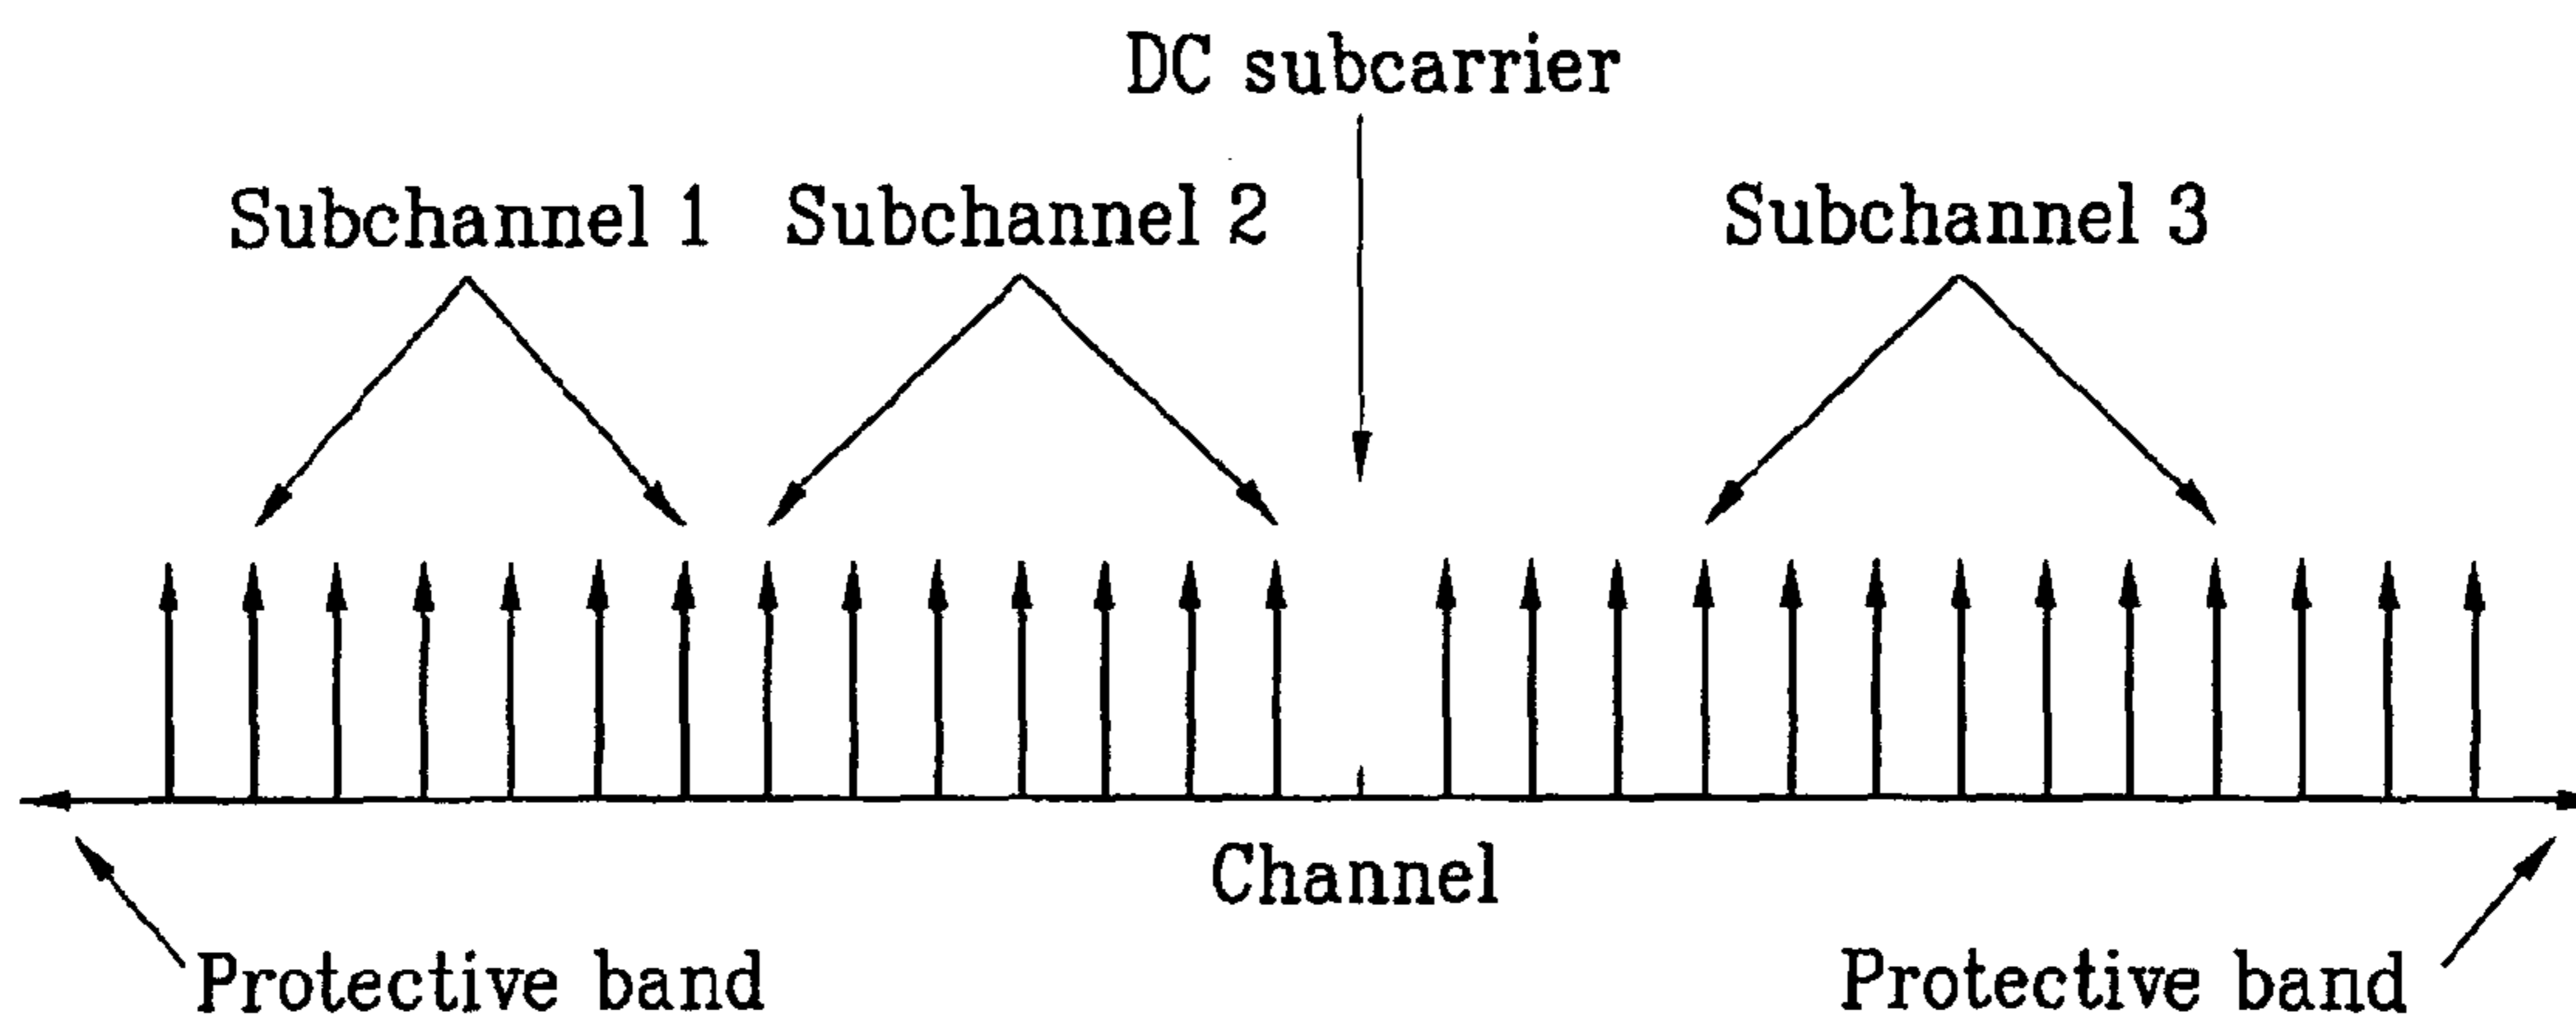 DC subcarrier
Subchannel 1
Subchannel 2
Subchannel 3
Channel
Protective band
Protective band